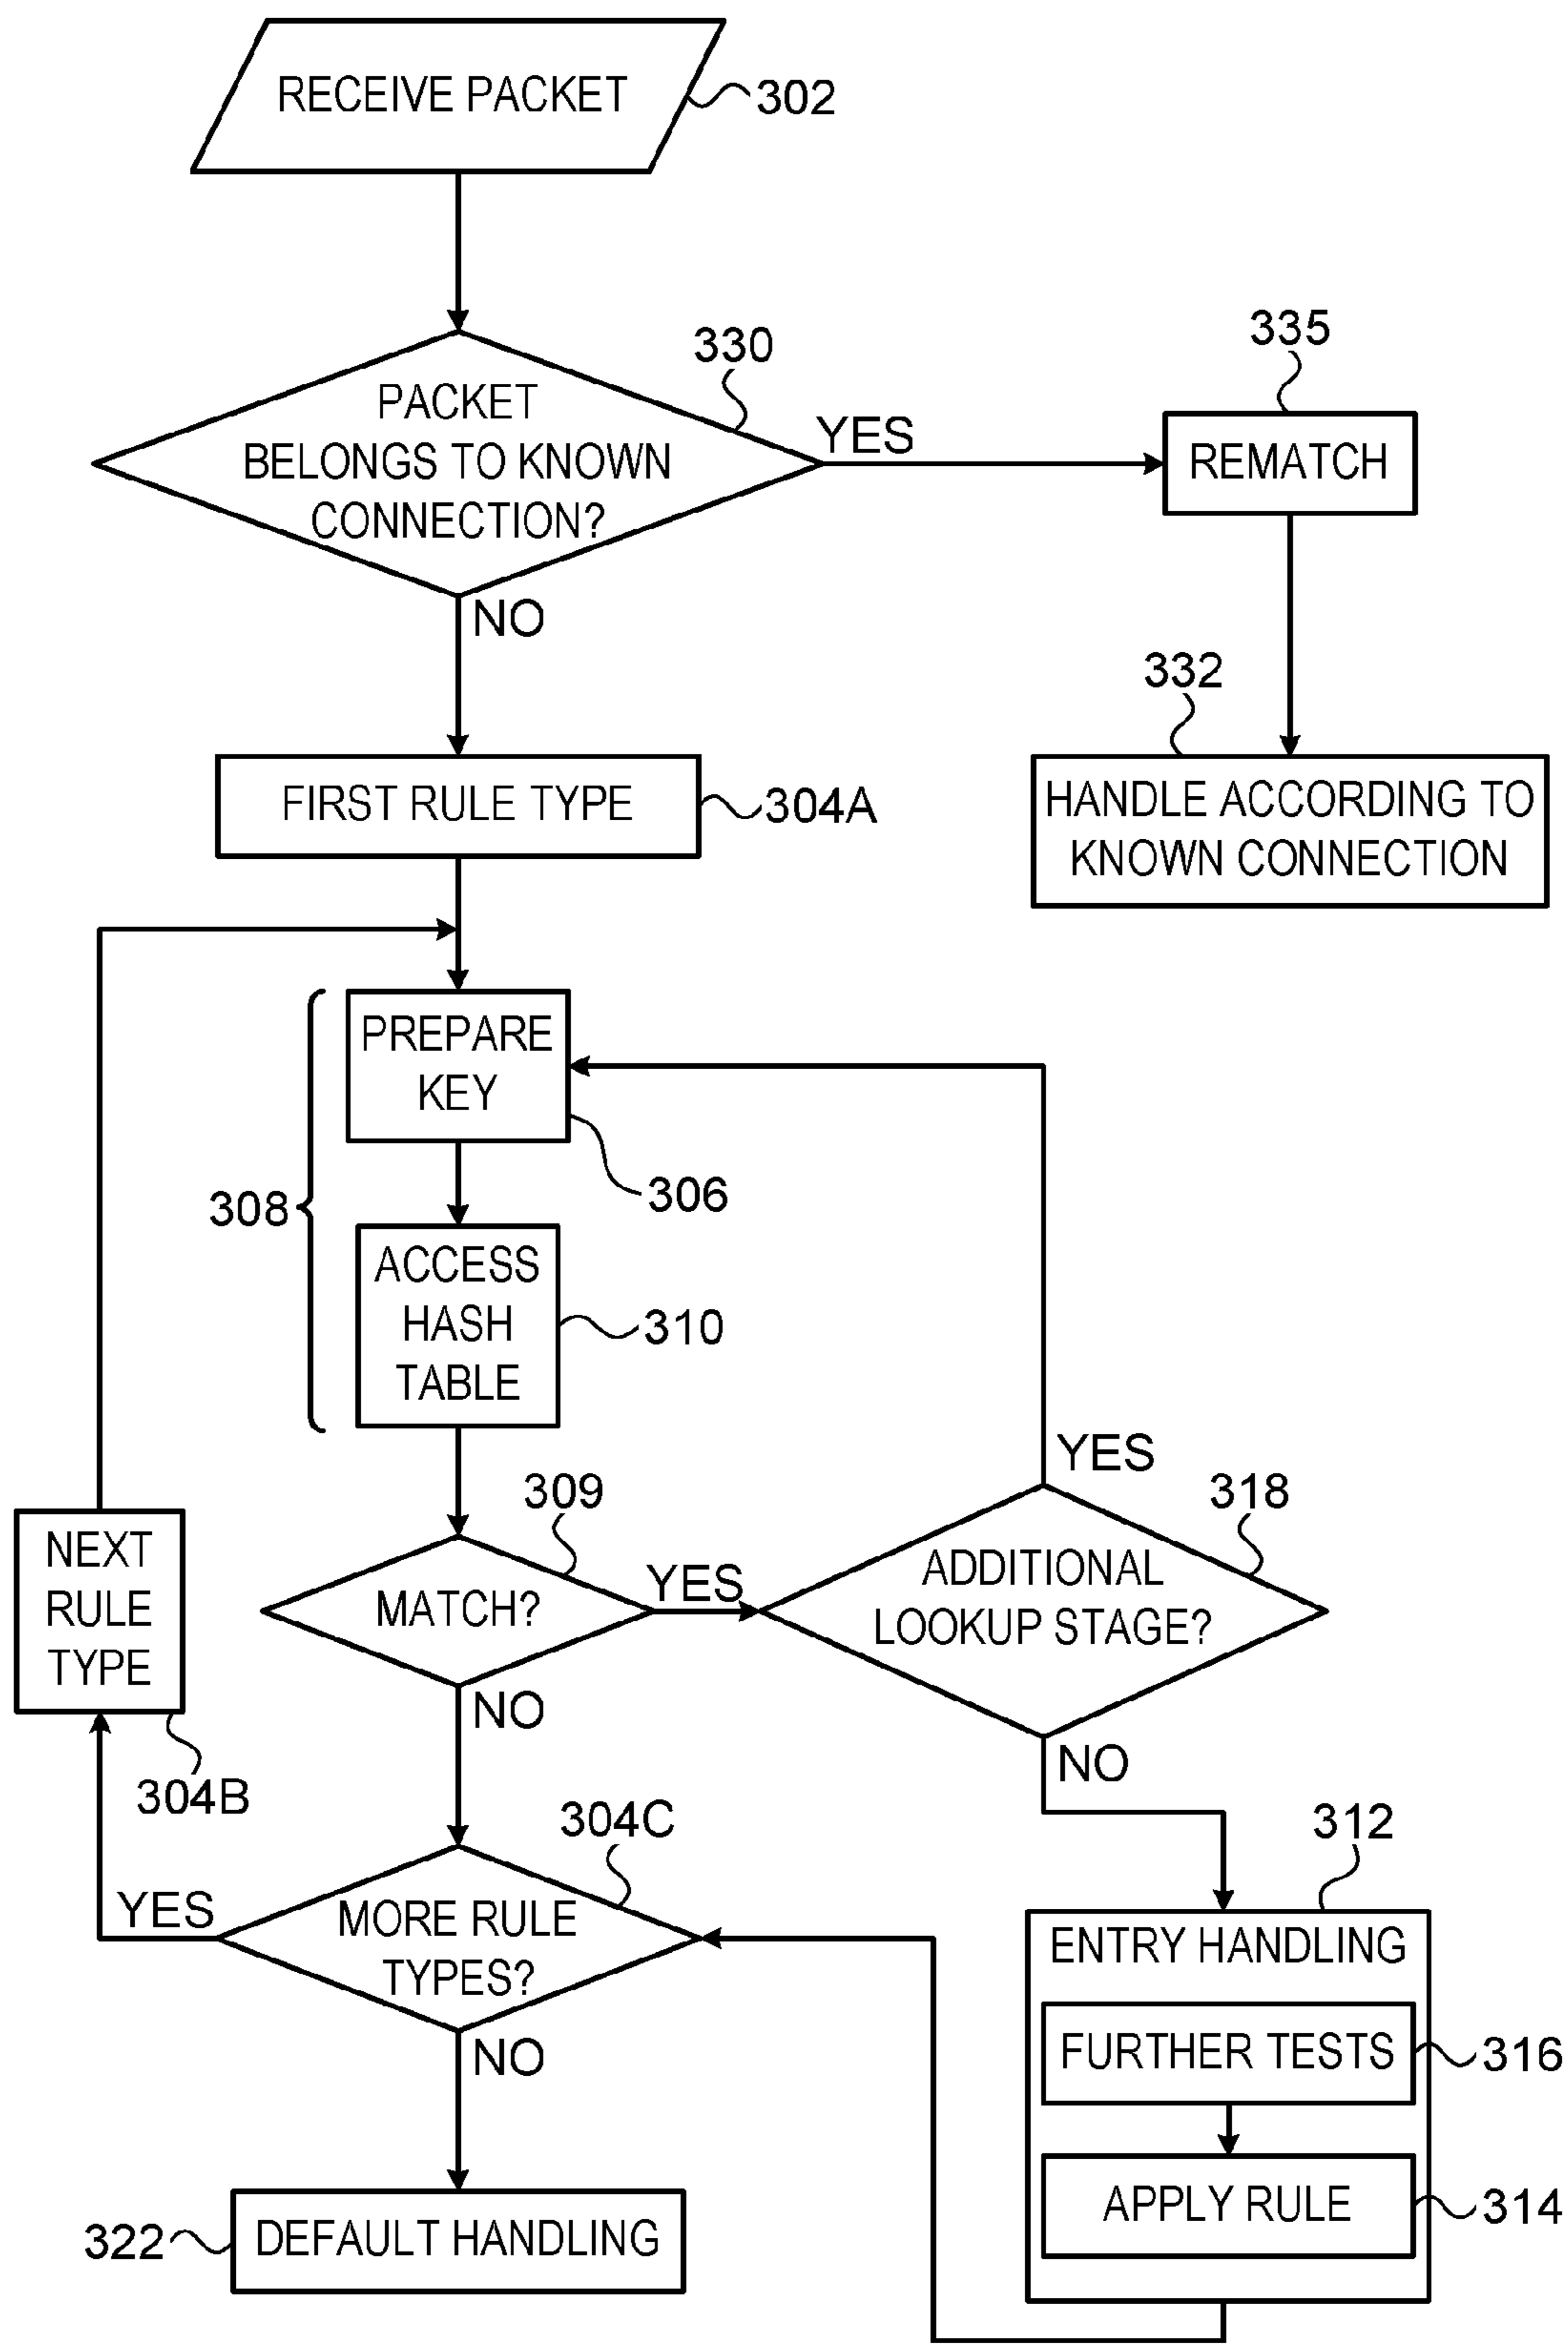 RECEIVE PACKET
302
330
PACKET
BELONGS TO KNOWN
CONNECTION?
YES
335
REMATCH
NO
332
HANDLE ACCORDING TO
KNOWN CONNECTION
FIRST RULE TYPE
304A
PREPARE
KEY
306
308
ACCESS
HASH
TABLE
310
309
MATCH?
YES
YES
318
ADDITIONAL
LOOKUP STAGE?
NEXT
RULE
TYPE
304B
NO
NO
304C
YES
MORE RULE
TYPES?
312
ENTRY HANDLING
FURTHER TESTS
316
APPLY RULE
314
NO
322
DEFAULT HANDLING